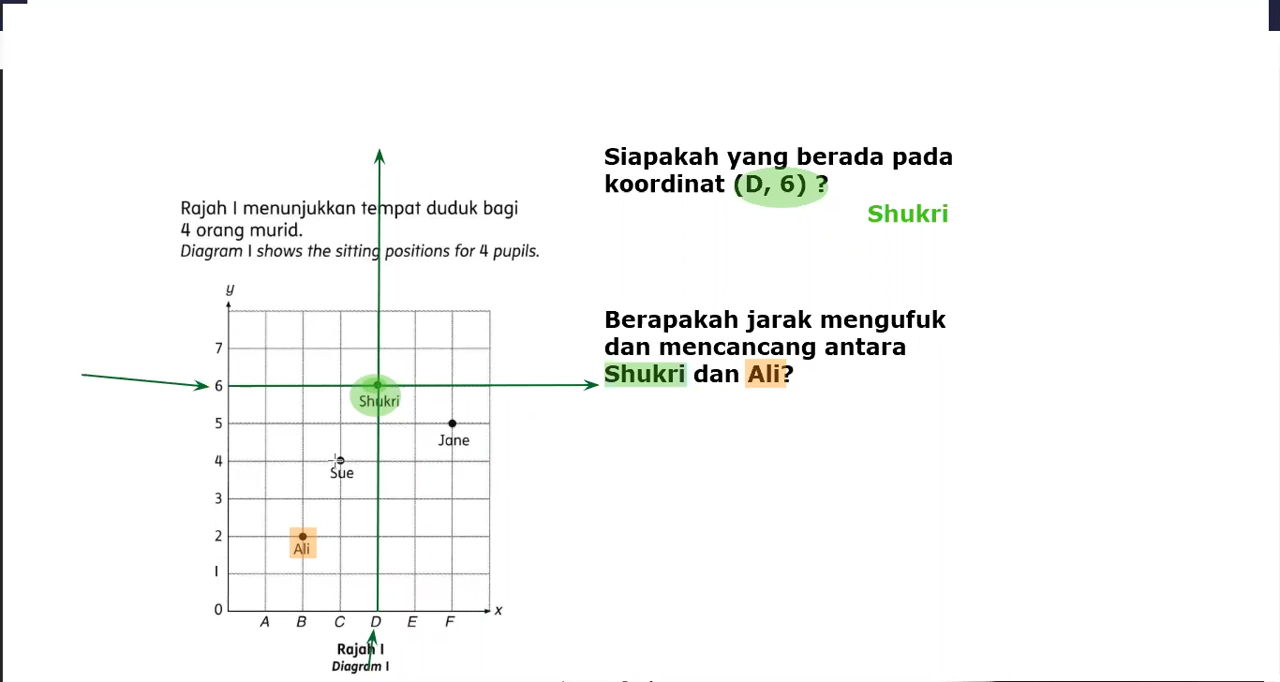 Siapakah yang berada pada
koordinat (D, 6) ?
Shukri
Rajah 1 menunjukkan tempat duduk bagi
4 orang murid.
Diagram 1 shows the sitting positions for 4 pupils.
Berapakah jarak mengufuk
dan mencancang antara
Shukri dan Ali?
y
7
6
5
4
3
2
1
0
Shukri
Jane
Sue
Ali
A B C D E F x
Rajah 1
Diagram 1